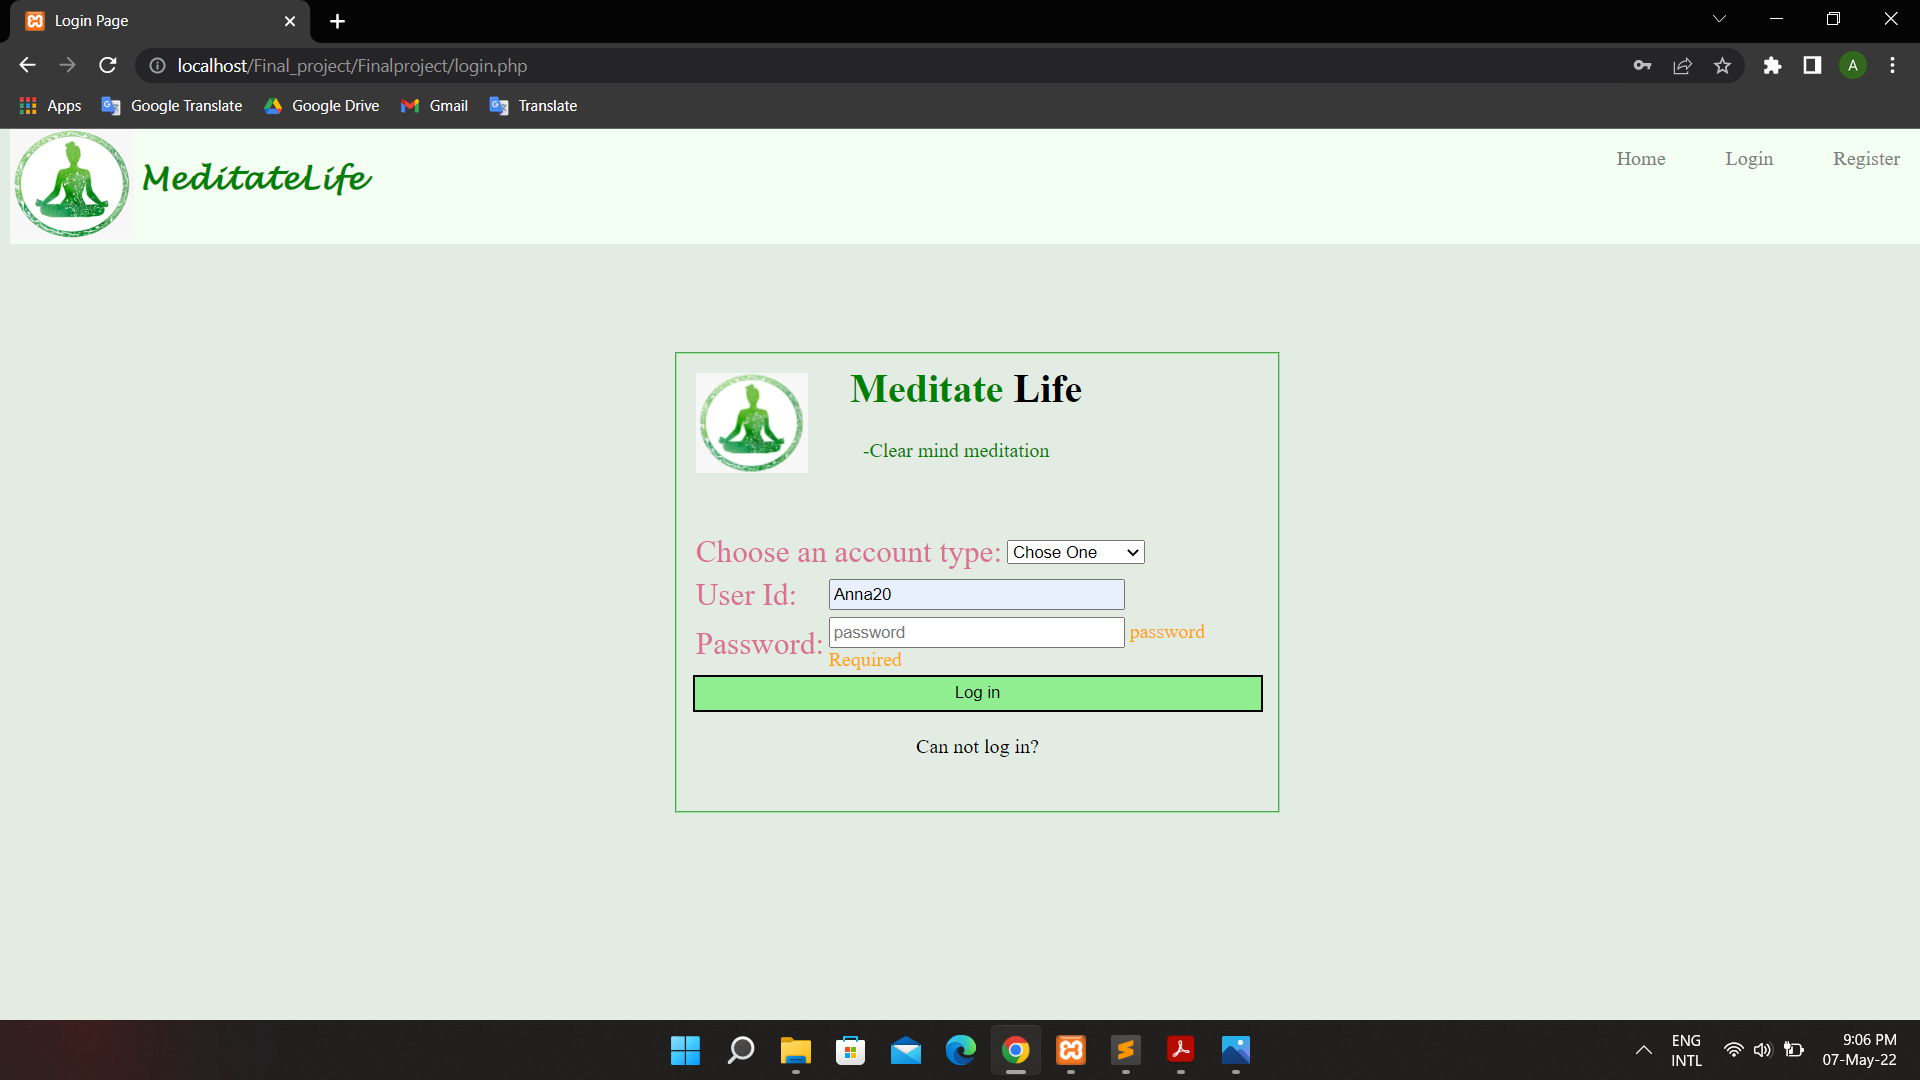 Login Page
localhost/Final_project/Finalproject/login.php
A
Apps
Google Translate
Google Drive
Gmail
Translate
MeditateLife
Home
Login
Register
Meditate Life
-Clear mind meditation
Choose an account type: Chose One
User Id: Anna20
Password: password password
Required
Log in
Can not log in?
ENG
INTL
9:06 PM
07-May-22